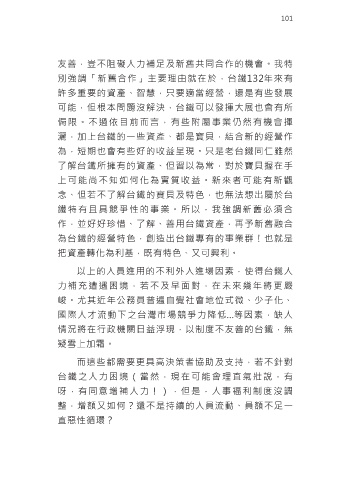 101
友善，豈不阻礙人力補足及新舊共同合作的機會。我特
別強調「新舊合作」主要理由就在於，台鐵132年來有
許多重要的資產、智慧，只要適當經營，還是有些發展
可能，但根本問題沒解決，台鐵可以發揮大展也會有所
侷限。不過依目前而言，有些附屬事業仍然有機會揮
灑，加上台鐵的一些資產、都是寶貝，結合新的經營作
為，短期也會有些好的收益呈現。只是老台鐵同仁雖然
了解台鐵所擁有的資產、但習以為常，對於寶貝握在手
上可能尚不知如何化為實質收益。新來者可能有新觀
念、但若不了解台鐵的寶貝及特色，也無法想出屬於台
鐵特有且具競爭性的事業。所以，我強調新舊必須合
作，並好好珍惜、了解、善用台鐵資產，再予新舊融合
為台鐵的經營特色，創造出台鐵專有的事業群！也就是
把資產轉化為利基，既有特色、又可興利。
以上的人員進用的不利外人進場因素，使得台鐵人
力補充遭遇困境，若不及早面對，在未來幾年將更嚴
峻。尤其近年公務員普遍自覺社會地位式微、少子化、
國際人才流動下之台灣市場競爭力降低…等因素，缺人
情況將在行政機關日益浮現，以制度不友善的台鐵，無
疑雪上加霜。
而這些都需要更具高決策者協助及支持，若不針對
台鐵之人力困境（當然，現在可能會理直氣壯說，有
呀，有同意增補人力！），但是，人事福利制度沒調
整，增額又如何？還不是持續的人員流動、員額不足一
直惡性循環？